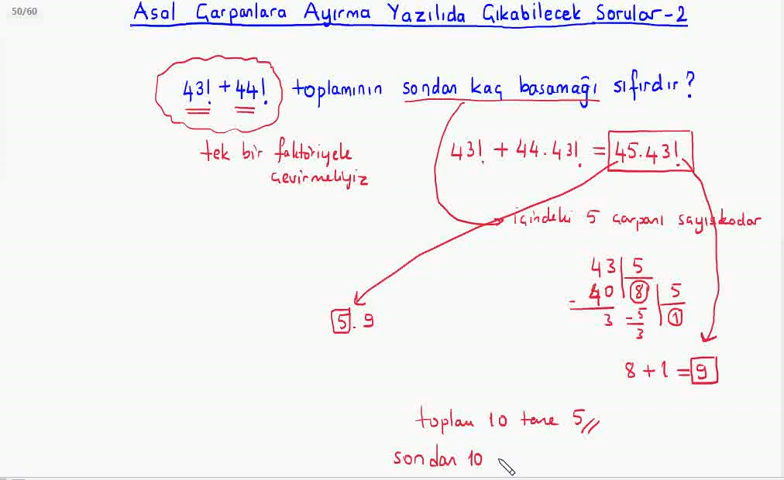 50/60
Asal Çarpanlara Ayırma Yazılıda Çıkabilecek Sorular-2
43! + 44! toplamının sondan kaç basamağı sıfırdır?
tek bir faktöriyele
çevirmeliyiz
43! + 44.43! = 45.43!
içindeki 5 çarpanı sayısı kadar
43 5
- 40 8 5
3 - 5 1
3
5.9
8 + 1 = 9
toplam 10 tane 5//
sondan 10